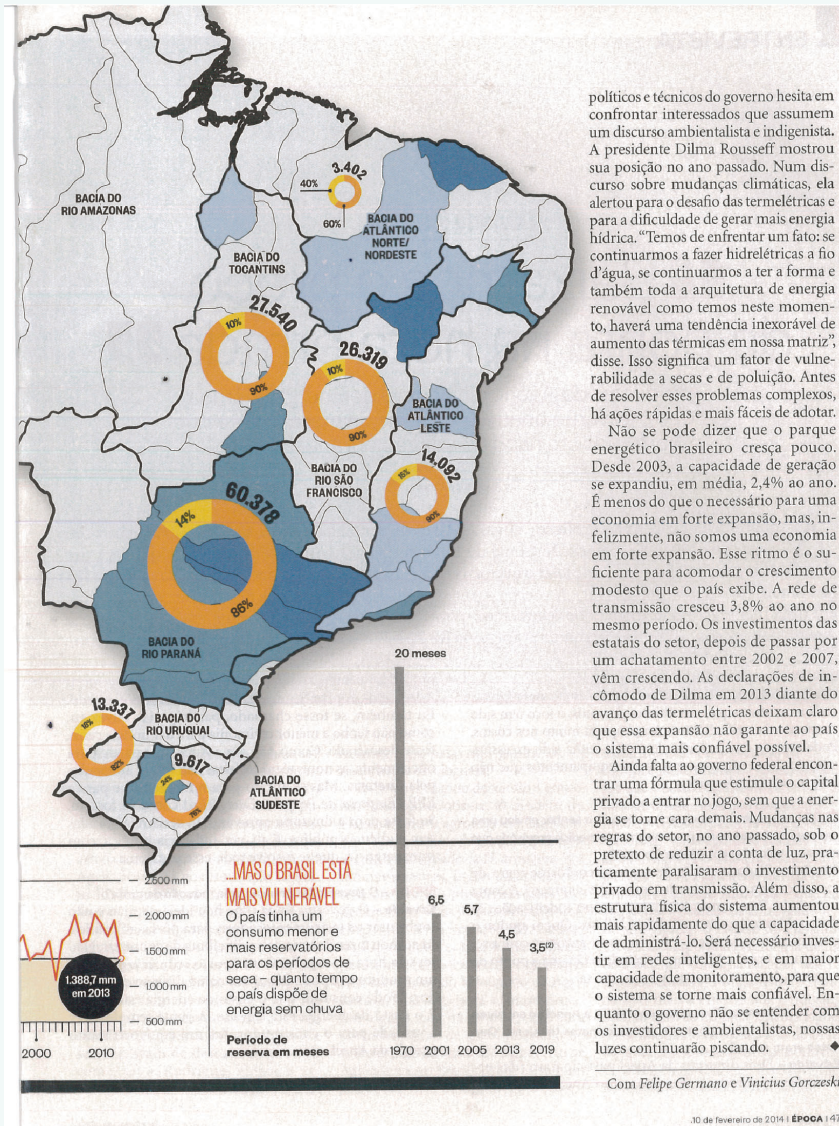 BACIA DO
RIO AMAZONAS
3.402
40%
60%
BACIA DO
ATLÂNTICO
NORTE/
NORDESTE
BACIA DO
TOCANTINS
27.540
10%
90%
26.319
10%
90%
BACIA DO
ATLÂNTICO
LESTE
14.092
90%
BACIA DO
RIO SÃO
FRANCISCO
60.378
14%
86%
BACIA DO
RIO PARANÁ
13.337
BACIA DO
RIO URUGUAI
9.617
BACIA DO
ATLÂNTICO
SUDESTE
2.500 mm
2.000 mm
1.500 mm
1.000 mm
500 mm
1.388,7 mm
em 2013
2000
2010
...MAS O BRASIL ESTÁ
MAIS VULNERÁVEL
O país tinha um
consumo menor e
mais reservatórios
para os períodos de
seca – quanto tempo
o país dispõe de
energia sem chuva
Período de
reserva em meses
20 meses
6,5
5,7
4,5
3,5(2)
1970
2001
2005
2013
2019
políticos e técnicos do governo hesita em
confrontar interessados que assumem
um discurso ambientalista e indigenista.
A presidente Dilma Rousseff mostrou
sua posição no ano passado. Num dis-
curso sobre mudanças climáticas, ela
alertou para o desafio das termelétricas e
para a dificuldade de gerar mais energia
hídrica. “Temos de enfrentar um fato: se
continuarmos a fazer hidrelétricas a fio
d’água, se continuarmos a ter a forma e
também toda a arquitetura de energia
renovável como temos neste momen-
to, haverá uma tendência inexorável de
aumento das térmicas em nossa matriz”,
disse. Isso significa um fator de vulne-
rabilidade a secas e de poluição. Antes
de resolver esses problemas complexos,
há ações rápidas e mais fáceis de adotar.
Não se pode dizer que o parque
energético brasileiro cresça pouco.
Desde 2003, a capacidade de geração
se expandiu, em média, 2,4% ao ano.
É menos do que o necessário para uma
economia em forte expansão, mas, in-
felizmente, não somos uma economia
em forte expansão. Esse ritmo é o su-
ficiente para acomodar o crescimento
modesto que o país exibe. A rede de
transmissão cresceu 3,8% ao ano no
mesmo período. Os investimentos das
estatais do setor, depois de passar por
um achatamento entre 2002 e 2007,
vêm crescendo. As declarações de in-
cômodo de Dilma em 2013 diante do
avanço das termelétricas deixam claro
que essa expansão não garante ao país
o sistema mais confiável possível.
Ainda falta ao governo federal encon-
trar uma fórmula que estimule o capital
privado a entrar no jogo, sem que a ener-
gia se torne cara demais. Mudanças nas
regras do setor, no ano passado, sob o
pretexto de reduzir a conta de luz, pra-
ticamente paralisaram o investimento
privado em transmissão. Além disso, a
estrutura física do sistema aumentou
mais rapidamente do que a capacidade
de administrá-lo. Será necessário inves-
tir em redes inteligentes, e em maior
capacidade de monitoramento, para que
o sistema se torne mais confiável. En-
quanto o governo não se entender com
os investidores e ambientalistas, nossas
luzes continuarão piscando. ◆
Com Felipe Germano e Vinicius Gorczeski
10 de fevereiro de 2014 | ÉPOCA | 47